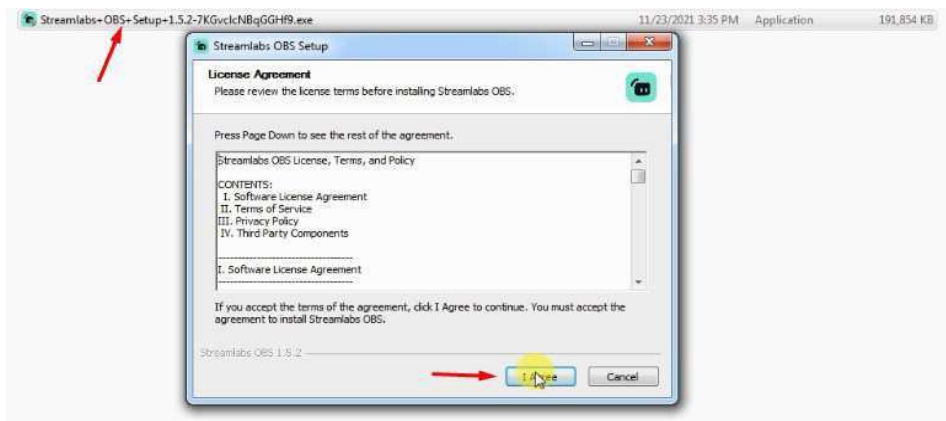 Streamlabs+OBS+Setup+1.5.2-7KGvclcNBqGGHf9.exe 11/23/2021 3:35 PM Application 191,854 KB
Streamlabs OBS Setup
License Agreement
Please review the license terms before installing Streamlabs OBS.
Press Page Down to see the rest of the agreement.
Streamlabs OBS License, Terms, and Policy
CONTENTS:
I. Software License Agreement
II. Terms of Service
III. Privacy Policy
IV. Third Party Components
----------------------------
I. Software License Agreement
----------------------------
If you accept the terms of the agreement, click I Agree to continue. You must accept the
agreement to install Streamlabs OBS.
Streamlabs OBS 1.5.2
I Agree Cancel